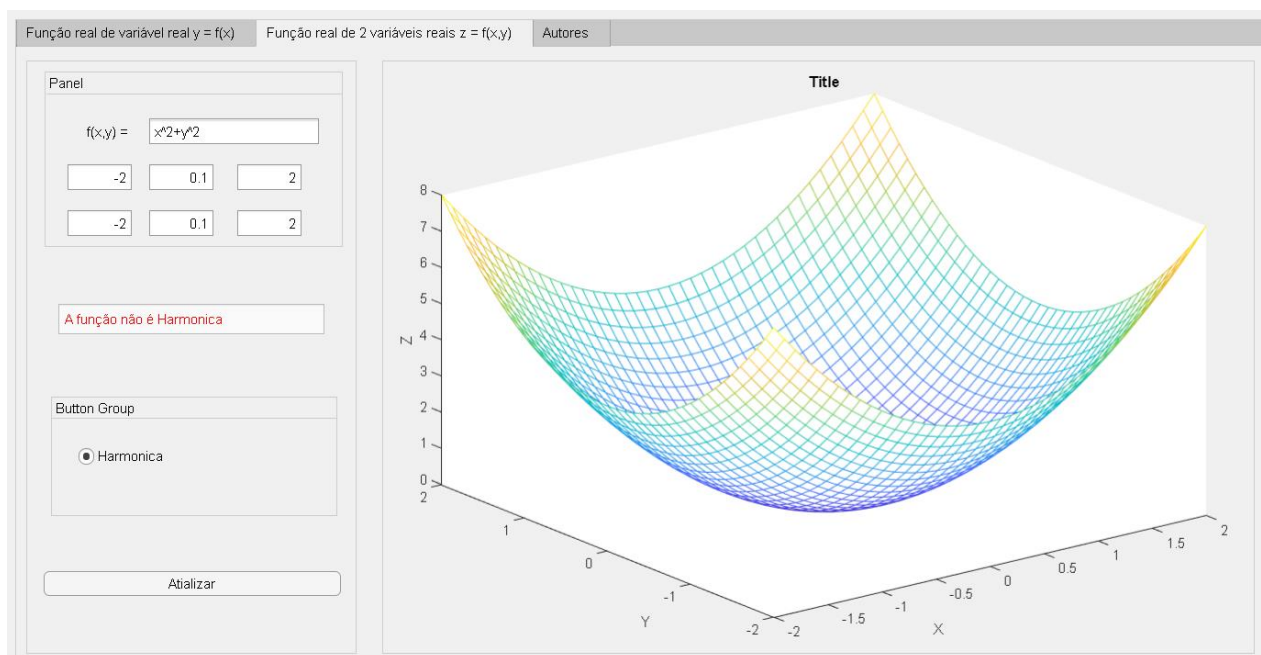 Função real de variável real y = f(x)
Função real de 2 variáveis reais z = f(x,y)
Autores
Panel
f(x,y) =
x^2+y^2
-2 0.1 2
-2 0.1 2
A função não é Harmonica
Button Group
Harmonica
Atializar
Title
8
7
6
5
4
3
2
1
0
Z
2
1
0
-1
-2
Y
-2
-1.5
-1
-0.5
0
0.5
1
1.5
2
X